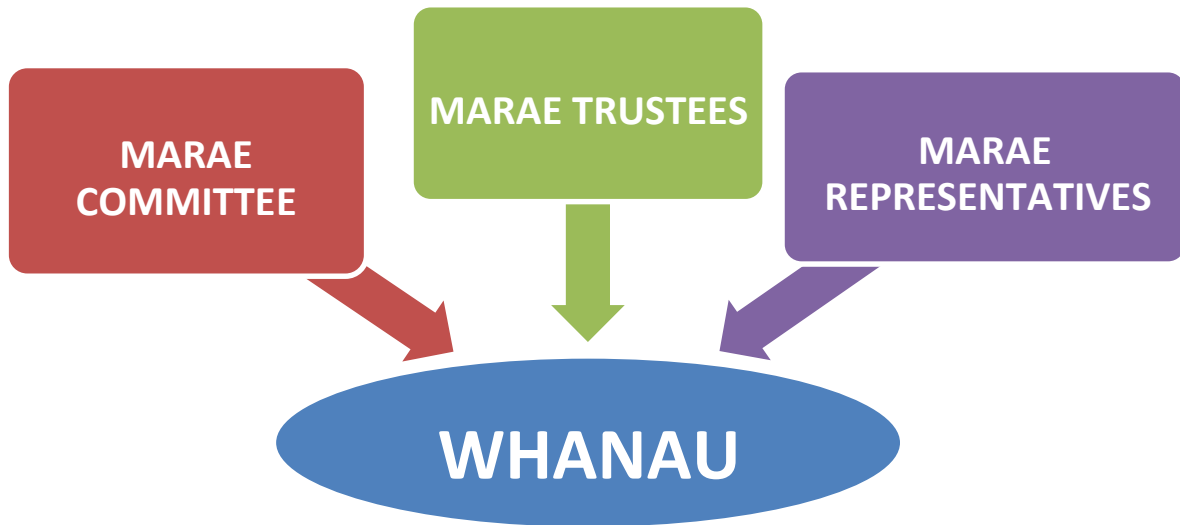 MARAE
COMMITTEE
MARAE TRUSTEES
MARAE
REPRESENTATIVES
WHANAU